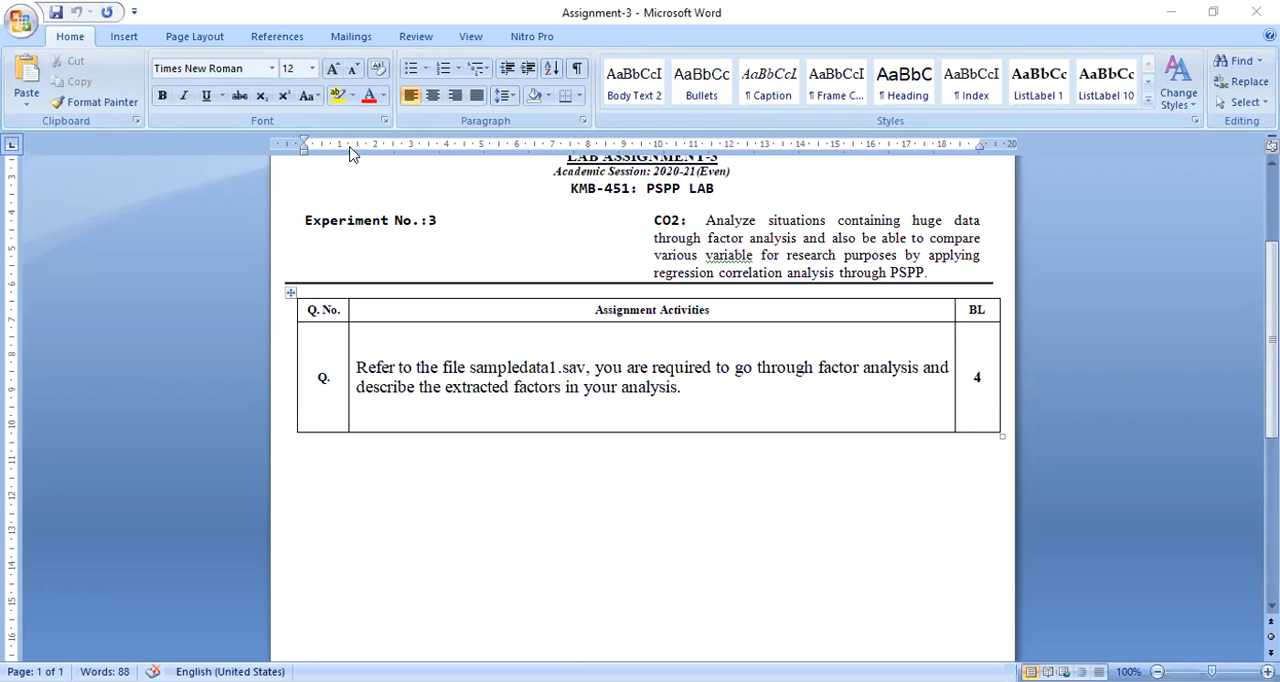 Assignment-3 - Microsoft Word
Home Insert Page Layout References Mailings Review View Nitro Pro
Paste Cut Copy Format Painter Clipboard
Times New Roman 12 Font
Paragraph
AaBbCcI AaBbCc AaBbCcL AaBbCcI AaBbC AaBbCcI AaBbCc AaBbCc
Body Text 2 Bullets ¶ Caption ¶ Frame C... ¶ Heading ¶ Index ListLabel 1 ListLabel 10
Change Styles
Styles
Find Replace Select Editing
LAB ASSIGNMENT-3
Academic Session: 2020-21(Even)
KMB-451: PSPP LAB
Experiment No.:3
CO2: Analyze situations containing huge data
through factor analysis and also be able to compare
various variable for research purposes by applying
regression correlation analysis through PSPP.
Q. No. Assignment Activities BL
Q. Refer to the file sampledata1.sav, you are required to go through factor analysis and
describe the extracted factors in your analysis. 4
Page: 1 of 1 Words: 88 English (United States) 100%